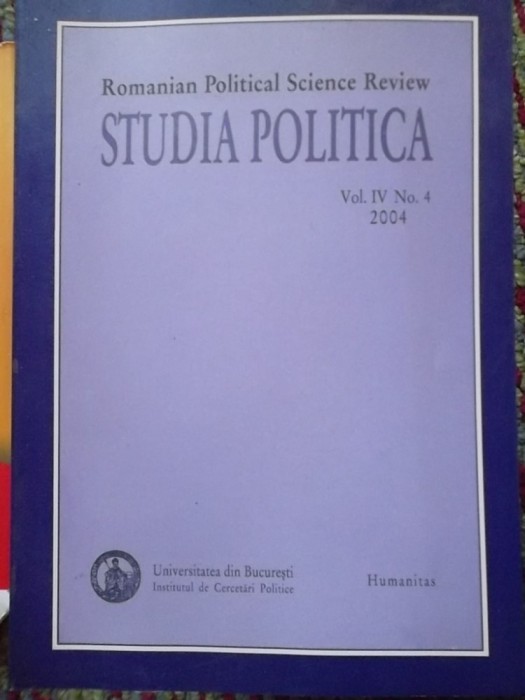 Romanian Political Science Review
STUDIA POLITICA
Vol. IV No. 4
2004
Universitatea din București
Institutul de Cercetări Politice
Humanitas